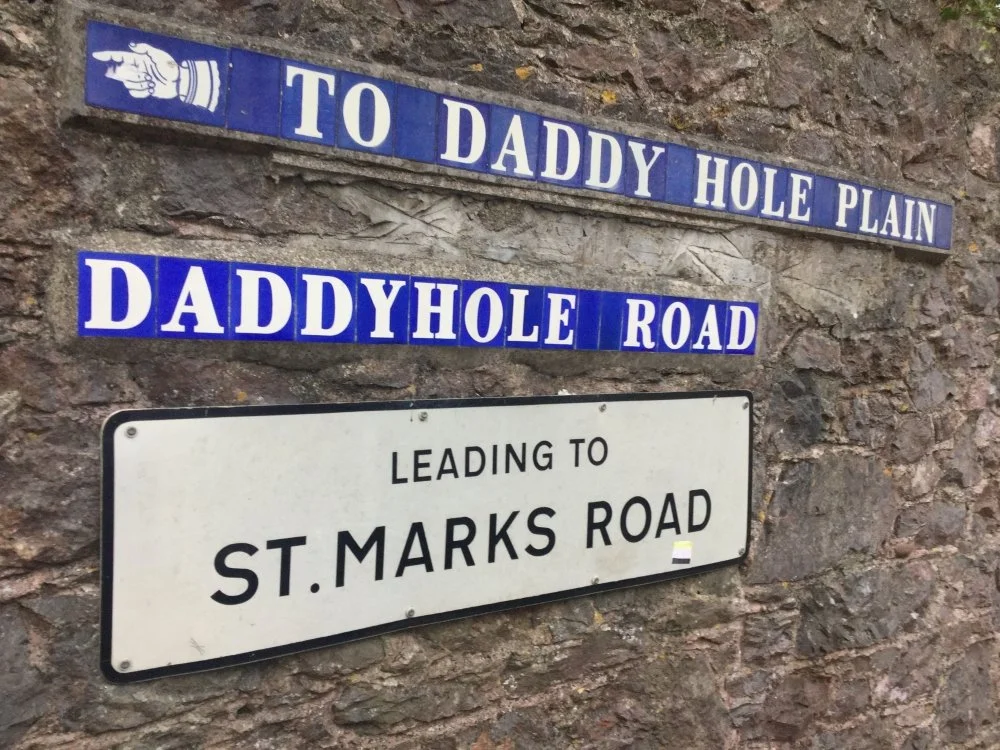 TO DADDY HOLE PLAIN
DADDYHOLE ROAD
LEADING TO
ST. MARKS ROAD